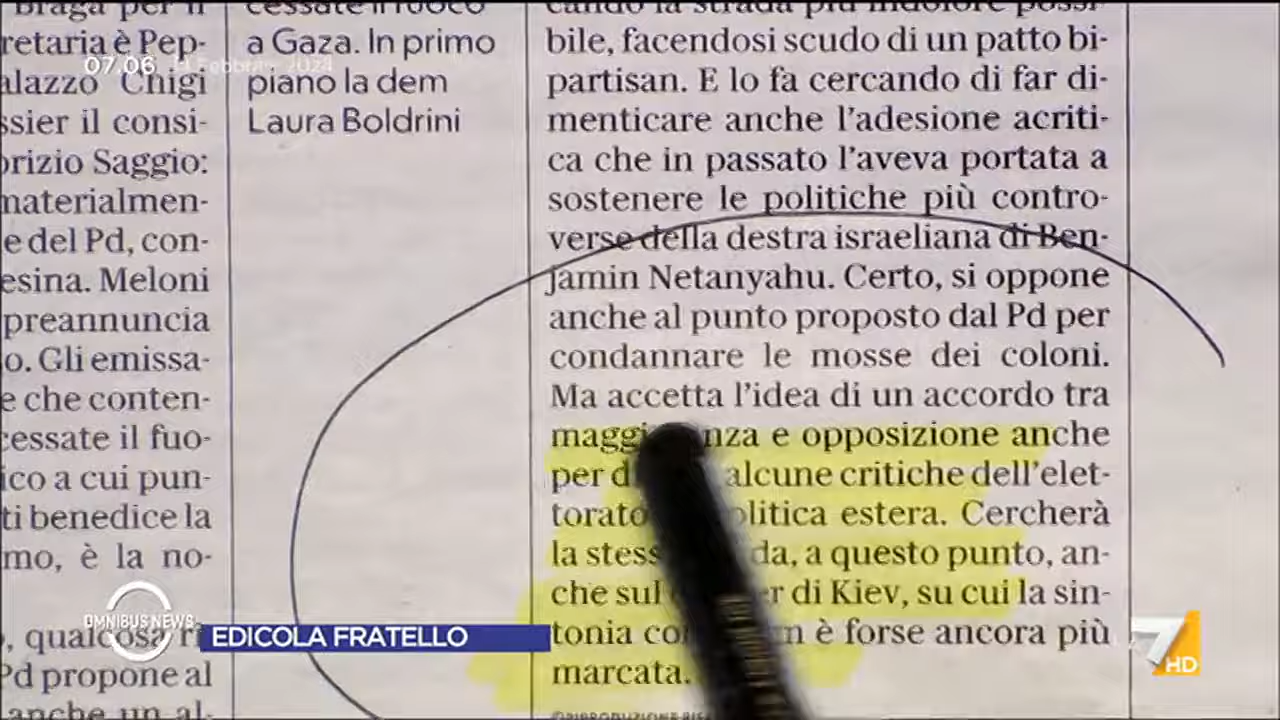 Braga per il
retaria è Pep-
alazzo Chigi
ssier il consi-
orizio Saggio:
materialmen-
e del Pd, con-
esina. Meloni
preannuncia
o. Gli emissa-
e che conten-
cessate il fuo-
ico a cui pun-
ti benedice la
mo, è la no-
, qualcosa ri
Pd propone al
anche un al-
cessate il fuoco
a Gaza. In primo
piano la dem
Laura Boldrini
cando la strada più indolore possi-
bile, facendosi scudo di un patto bi-
partisan. E lo fa cercando di far di-
menticare anche l'adesione acriti-
ca che in passato l'aveva portata a
sostenere le politiche più contro-
verse della destra israeliana di Ben-
jamin Netanyahu. Certo, si oppone
anche al punto proposto dal Pd per
condannare le mosse dei coloni.
Ma accetta l'idea di un accordo tra
maggi nza e opposizione anche
per d alcune critiche dell'elet-
torato litica estera. Cercherà
la stess da, a questo punto, an-
che sul r di Kiev, su cui la sin-
tonia co n è forse ancora più
marcata.
07.06 Febbraio 2024
OMNIBUS NEWS
EDICOLA FRATELLO
7 HD